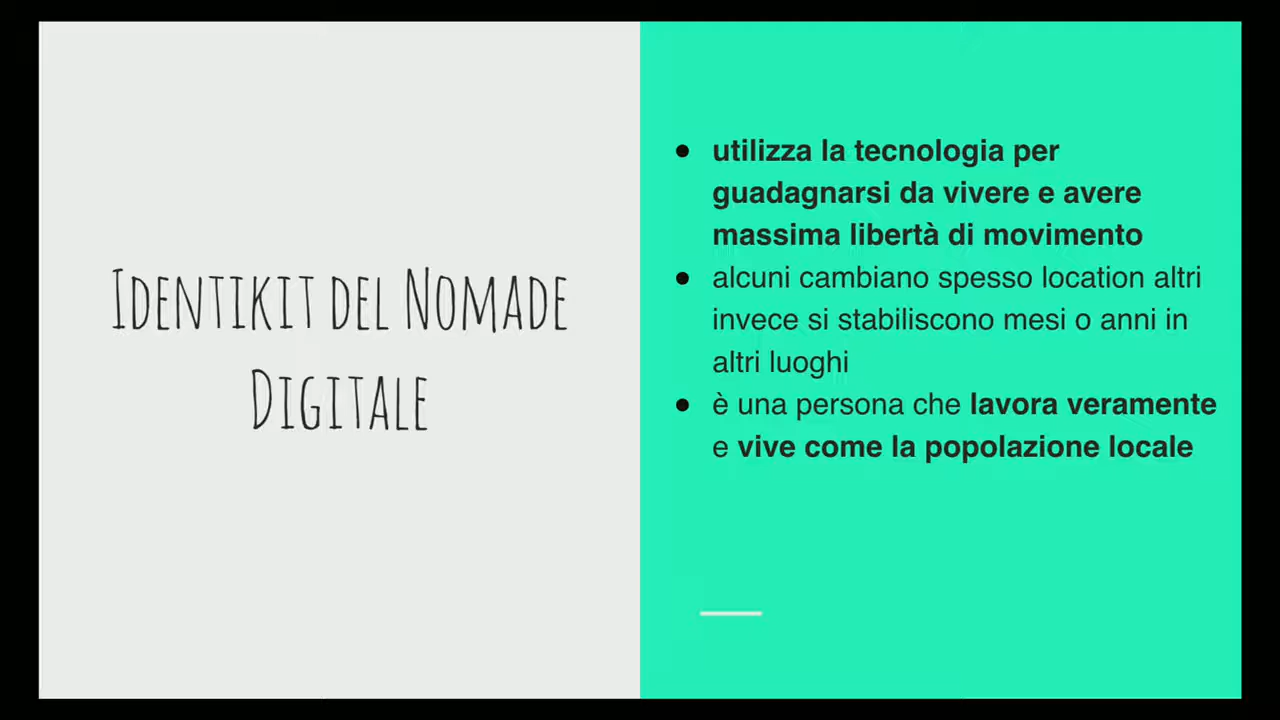 Identikit del Nomade
Digitale
● utilizza la tecnologia per
guadagnarsi da vivere e avere
massima libertà di movimento
● alcuni cambiano spesso location altri
invece si stabiliscono mesi o anni in
altri luoghi
● è una persona che lavora veramente
e vive come la popolazione locale